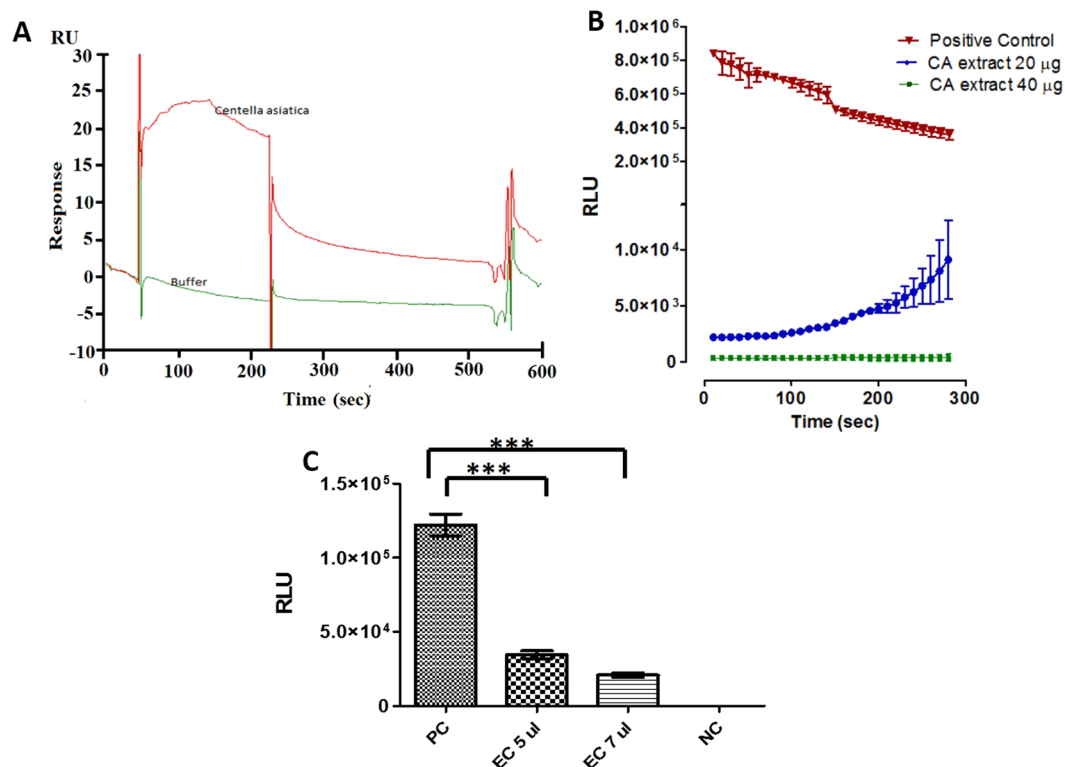 A
RU
30
25
20
15
10
5
0
-5
-10
Response
Centella asiatica
Buffer
0
100
200
300
400
500
600
Time (sec)
B
1.0×10⁶
8.0×10⁵
6.0×10⁵
4.0×10⁵
2.0×10⁵
1.0×10⁴
5.0×10³
0
RLU
Positive Control
CA extract 20 µg
CA extract 40 µg
0
100
200
300
Time (sec)
C
***
***
1.5×10⁵
1.0×10⁵
5.0×10⁴
0
RLU
PC
EC 5 ul
EC 7 ul
NC